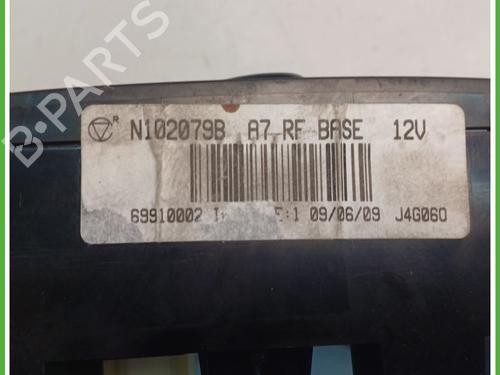 B-PARTS
R N102079B A7 RF BASE 12V
69910002 E:1 09/06/09 J4G060